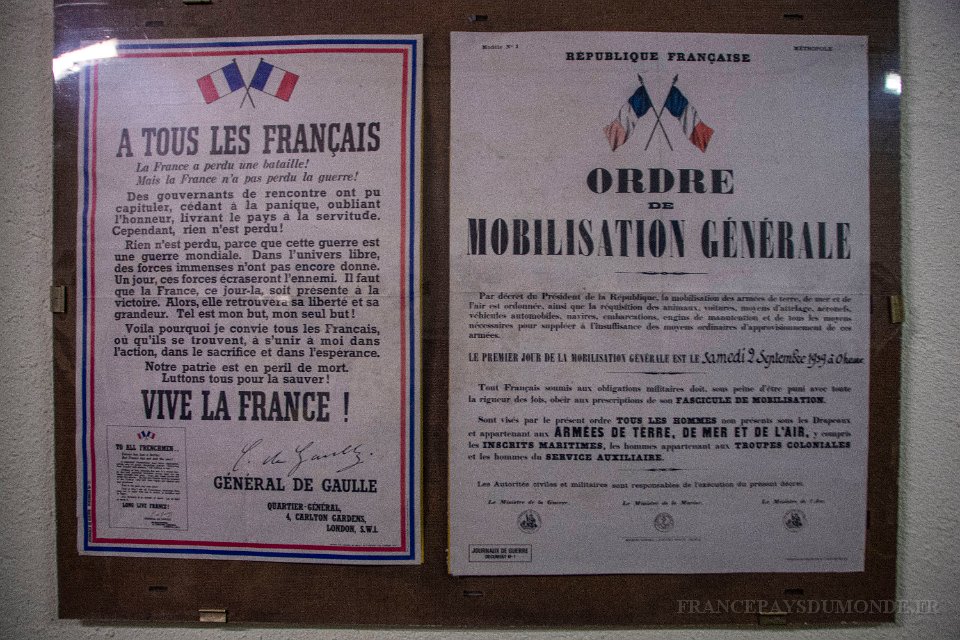 A TOUS LES FRANÇAIS
La France a perdu une bataille!
Mais la France n'a pas perdu la guerre!
Des gouvernants de rencontre ont pu
capituler, cédant à la panique, oubliant
l'honneur, livrant le pays à la servitude.
Cependant, rien n'est perdu!
Rien n'est perdu, parce que cette guerre est
une guerre mondiale. Dans l'univers libre,
des forces immenses n'ont pas encore donné.
Un jour, ces forces écraseront l'ennemi. Il faut
que la France, ce jour-là, soit présente à la
victoire. Alors, elle retrouvera sa liberté et sa
grandeur. Tel est mon but, mon seul but!
Voilà pourquoi je convie tous les Francais,
où qu'ils se trouvent, à s'unir à moi dans
l'action, dans le sacrifice et dans l'espérance.
Notre patrie est en peril de mort.
Luttons tous pour la sauver!
VIVE LA FRANCE !
TO ALL FRENCHMEN
LONG LIVE FRANCE!
C. de Gaulle.
GÉNÉRAL DE GAULLE
QUARTIER-GÉNÉRAL,
4, CARLTON GARDENS,
LONDON, S.W.1.
Modèle N° 1
MÉTROPOLE
RÉPUBLIQUE FRANÇAISE
ORDRE
DE
MOBILISATION GÉNÉRALE
Par décret du Président de la République, la mobilisation des armées de terre, de mer et de
l'air est ordonnée, ainsi que la réquisition des animaux, voitures, moyens d'attelage, aéronefs,
véhicules automobiles, navires, embarcations, engins de manutention et de tous les moyens
nécessaires pour suppléer à l'insuffisance des moyens ordinaires d'approvisionnement de ces
armées.
LE PREMIER JOUR DE LA MOBILISATION GÉNÉRALE EST LE Samedi 2 Septembre 1939 à 0 heure
Tout Français soumis aux obligations militaires doit, sous peine d'être puni avec toute
la rigueur des lois, obéir aux prescriptions de son FASCICULE DE MOBILISATION.
Sont visés par le présent ordre TOUS LES HOMMES non présents sous les Drapeaux
et appartenant aux ARMÉES DE TERRE, DE MER ET DE L'AIR, y compris
les INSCRITS MARITIMES, les hommes appartenant aux TROUPES COLONIALES
et les hommes du SERVICE AUXILIAIRE.
Les Autorités civiles et militaires sont responsables de l'exécution du présent décret.
Le Ministre de la Guerre, Le Ministre de la Marine, Le Ministre de l'Air,
JOURNAUX DE GUERRE
DOCUMENT N° 1
FRANCEPAYSDUMONDE.FR